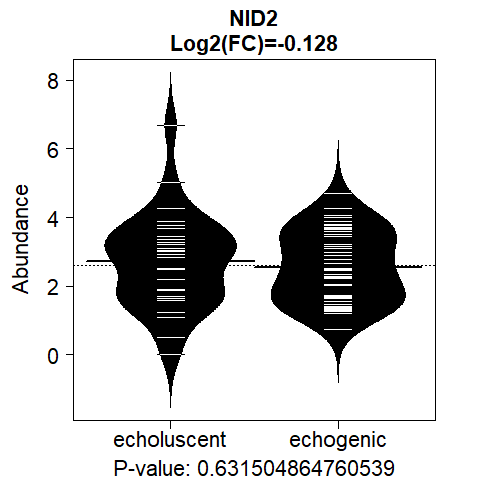 NID2
Log2(FC)=-0.128
Abundance
8
6
4
2
0
echoluscent
echogenic
P-value: 0.631504864760539